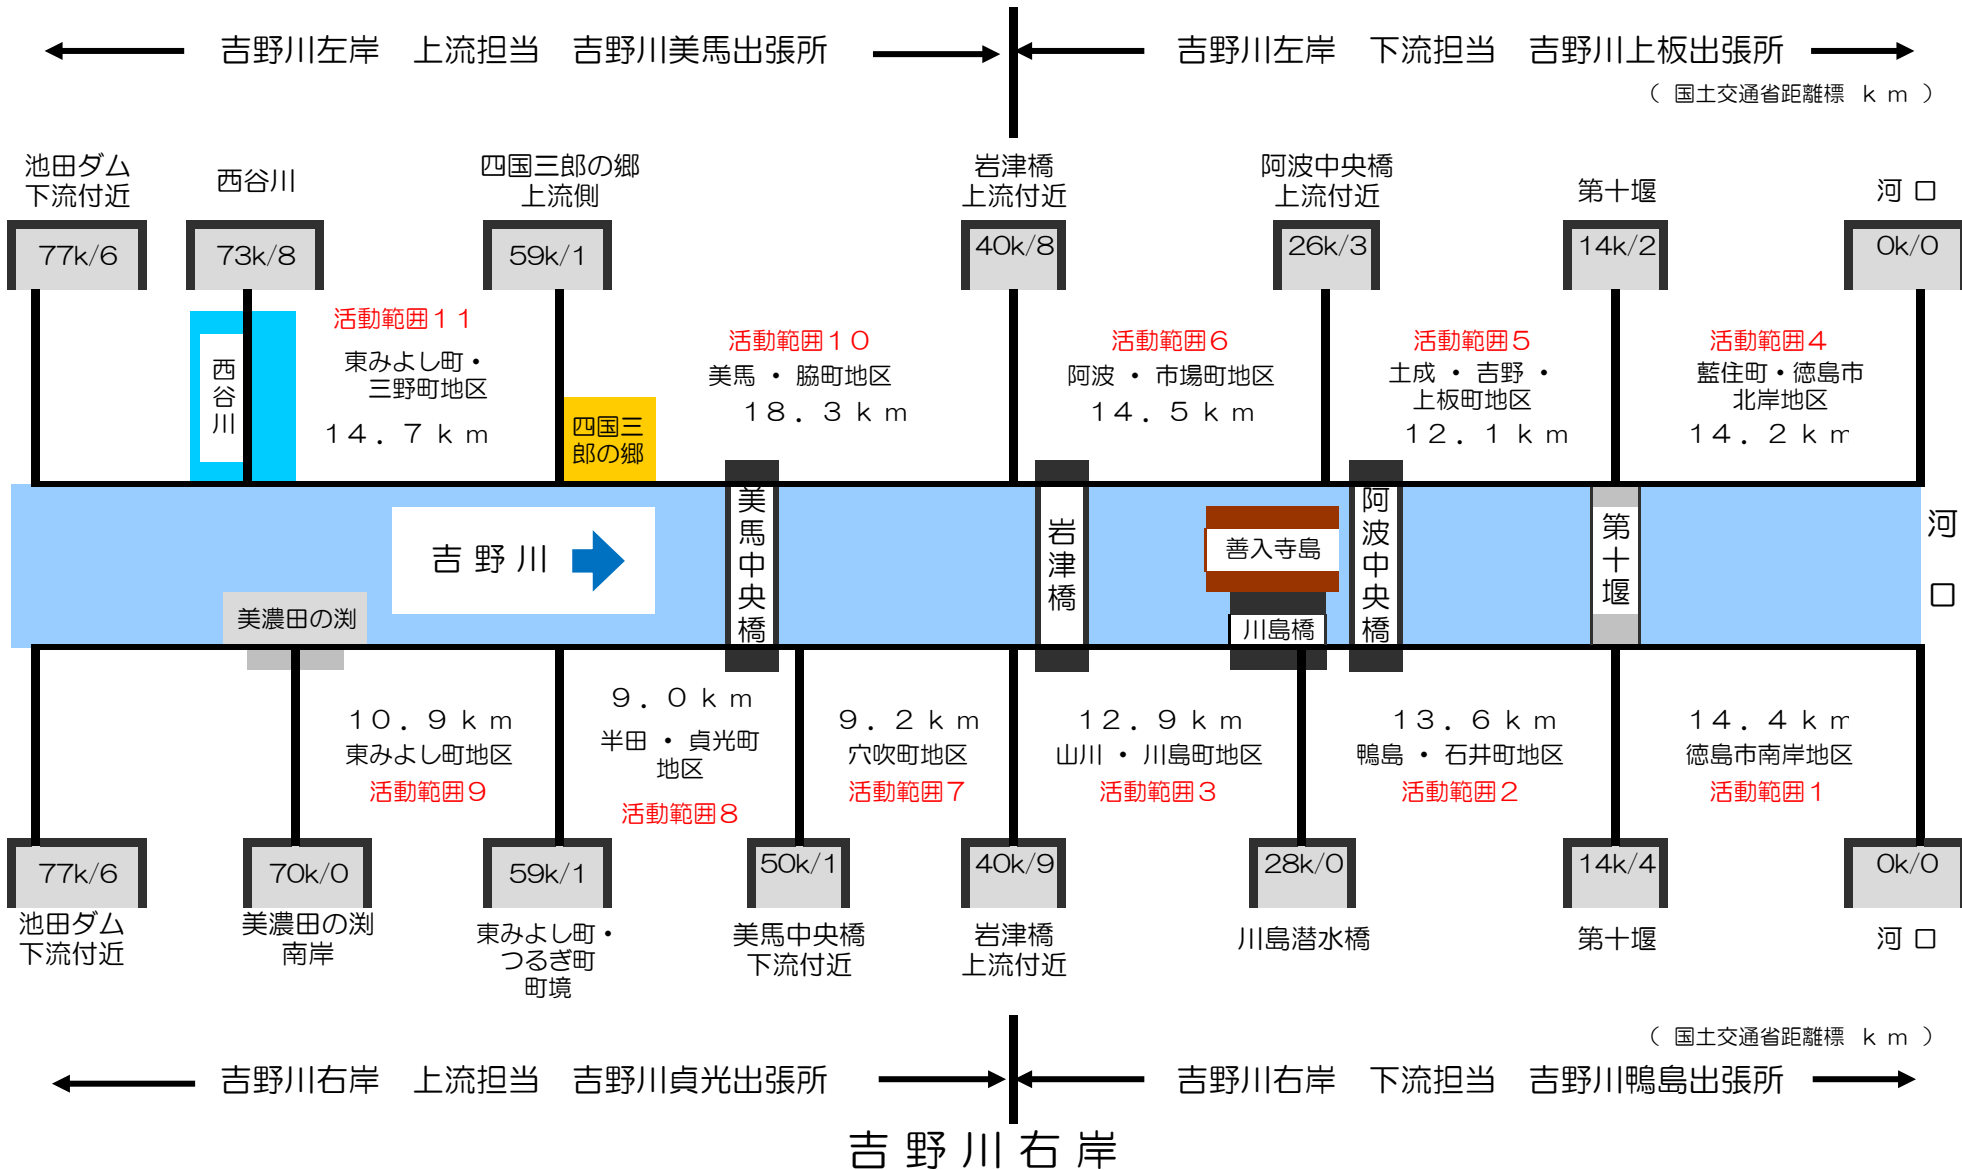 吉野川左岸　上流担当　吉野川美馬出張所
吉野川左岸　下流担当　吉野川上板出張所
（ 国土交通省距離標　ｋｍ ）
池田ダム
下流付近
西谷川
四国三郎の郷
上流側
岩津橋
上流付近
阿波中央橋
上流付近
第十堰
河 口
77k/6
73k/8
59k/1
40k/8
26k/3
14k/2
0k/0
活動範囲１１
東みよし町・
三野町地区
１４．７ｋｍ
活動範囲１０
美馬 ・ 脇町地区
１８．３ｋｍ
活動範囲６
阿波 ・ 市場町地区
１４．５ｋｍ
活動範囲５
土成 ・ 吉野 ・
上板町地区
１２．１ｋｍ
活動範囲４
藍住町・徳島市
北岸地区
１４．２ｋｍ
西谷川
四国三
郎の郷
吉 野 川
美濃田の渕
美馬中央橋
岩津橋
善入寺島
川島橋
阿波中央橋
第十堰
河口
１０．９ｋｍ
東みよし町地区
活動範囲９
９．０ｋｍ
半田 ・ 貞光町
地区
活動範囲８
９．２ｋｍ
穴吹町地区
活動範囲７
１２．９ｋｍ
山川 ・ 川島町地区
活動範囲３
１３．６ｋｍ
鴨島 ・ 石井町地区
活動範囲２
１４．４ｋｍ
徳島市南岸地区
活動範囲１
77k/6
70k/0
59k/1
50k/1
40k/9
28k/0
14k/4
0k/0
池田ダム
下流付近
美濃田の渕
南岸
東みよし町・
つるぎ町
町境
美馬中央橋
下流付近
岩津橋
上流付近
川島潜水橋
第十堰
河 口
（ 国土交通省距離標　ｋｍ ）
吉野川右岸　上流担当　吉野川貞光出張所
吉野川右岸　下流担当　吉野川鴨島出張所
吉 野 川 右 岸